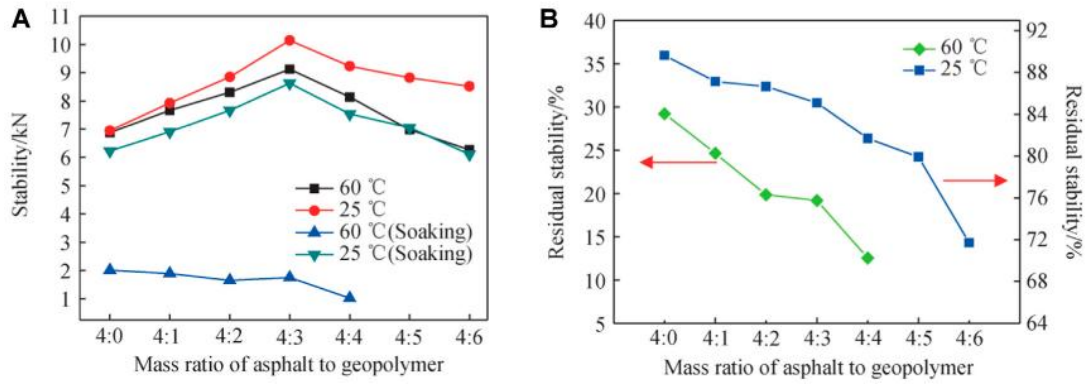 A
11
10
9
8
7
6
5
4
3
2
1
Stability/kN
60 ℃
25 ℃
60 ℃(Soaking)
25 ℃(Soaking)
4:0 4:1 4:2 4:3 4:4 4:5 4:6
Mass ratio of asphalt to geopolymer
B
40
35
30
25
20
15
10
5
Residual stability/%
60 ℃
25 ℃
92
88
84
80
76
72
68
64
Residual
stability/%
4:0 4:1 4:2 4:3 4:4 4:5 4:6
Mass ratio of asphalt to geopolymer